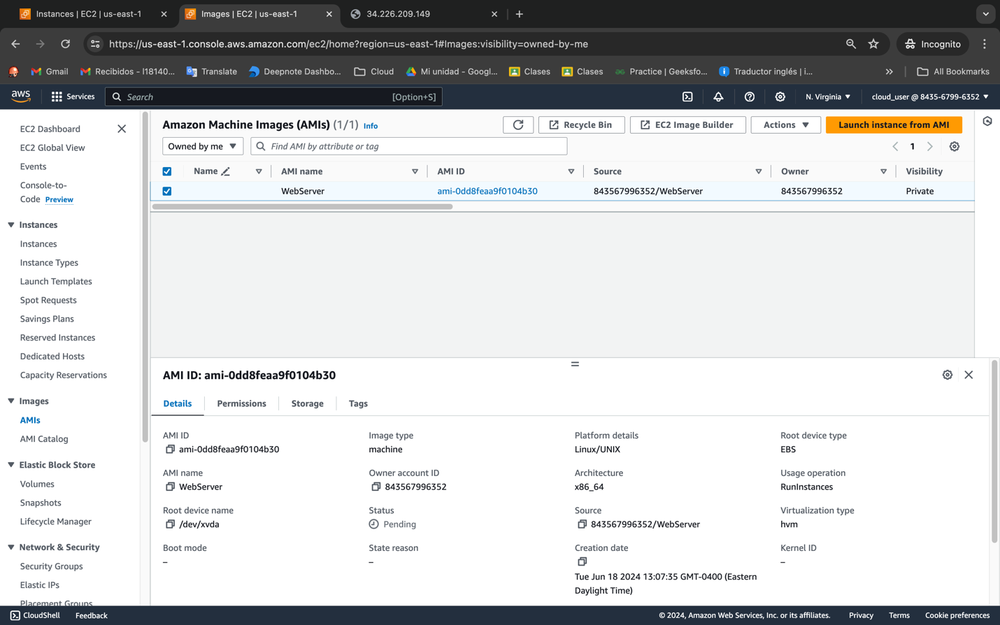 Instances | EC2 | us-east-1
Images | EC2 | us-east-1
34.226.209.149
https://us-east-1.console.aws.amazon.com/ec2/home?region=us-east-1#Images:visibility=owned-by-me
Incognito
Gmail
Recibidos - l18140...
Translate
Deepnote Dashbo...
Cloud
Mi unidad - Googl...
Clases
Clases
Practice | Geeksfo...
Traductor inglés | i...
All Bookmarks
aws
Services
Search
[Option+S]
N. Virginia
cloud_user @ 8435-6799-6352
EC2 Dashboard
EC2 Global View
Events
Console-to-
Code Preview
Instances
Instances
Instance Types
Launch Templates
Spot Requests
Savings Plans
Reserved Instances
Dedicated Hosts
Capacity Reservations
Images
AMIs
AMI Catalog
Elastic Block Store
Volumes
Snapshots
Lifecycle Manager
Network & Security
Security Groups
Elastic IPs
Placement Groups
Amazon Machine Images (AMIs) (1/1) Info
Recycle Bin
EC2 Image Builder
Actions
Launch instance from AMI
Owned by me
Find AMI by attribute or tag
1
Name
AMI name
AMI ID
Source
Owner
Visibility
WebServer
ami-0dd8feaa9f0104b30
843567996352/WebServer
843567996352
Private
AMI ID: ami-0dd8feaa9f0104b30
Details
Permissions
Storage
Tags
AMI ID
ami-0dd8feaa9f0104b30
Image type
machine
Platform details
Linux/UNIX
Root device type
EBS
AMI name
WebServer
Owner account ID
843567996352
Architecture
x86_64
Usage operation
RunInstances
Root device name
/dev/xvda
Status
Pending
Source
843567996352/WebServer
Virtualization type
hvm
Boot mode
–
State reason
–
Creation date
Tue Jun 18 2024 13:07:35 GMT-0400 (Eastern
Daylight Time)
Kernel ID
–
CloudShell
Feedback
© 2024, Amazon Web Services, Inc. or its affiliates.
Privacy
Terms
Cookie preferences